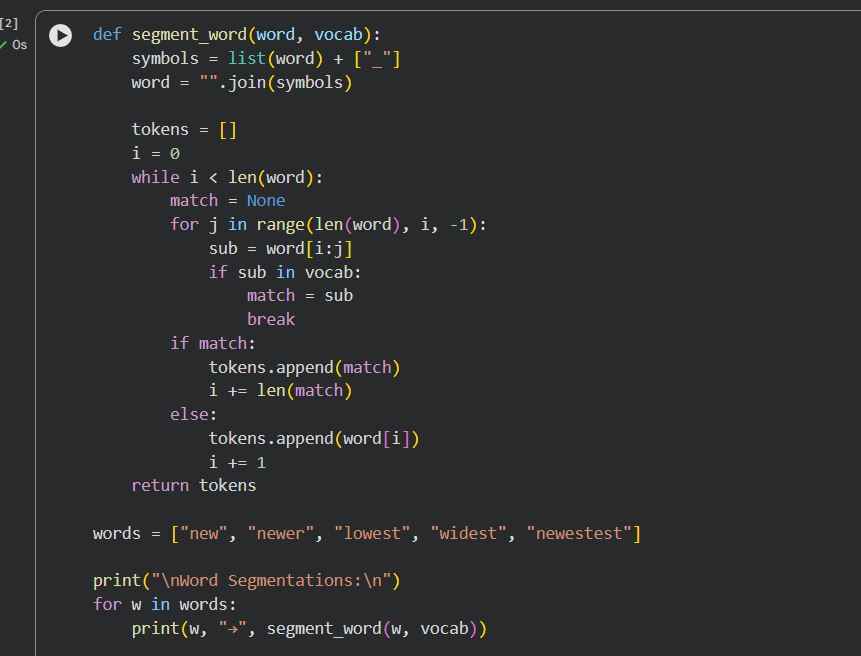 [2]
✓ 0s
def segment_word(word, vocab):
    symbols = list(word) + ["_"]
    word = "".join(symbols)

    tokens = []
    i = 0
    while i < len(word):
        match = None
        for j in range(len(word), i, -1):
            sub = word[i:j]
            if sub in vocab:
                match = sub
                break
        if match:
            tokens.append(match)
            i += len(match)
        else:
            tokens.append(word[i])
            i += 1
    return tokens

words = ["new", "newer", "lowest", "widest", "newestest"]

print("\nWord Segmentations:\n")
for w in words:
    print(w, "→", segment_word(w, vocab))